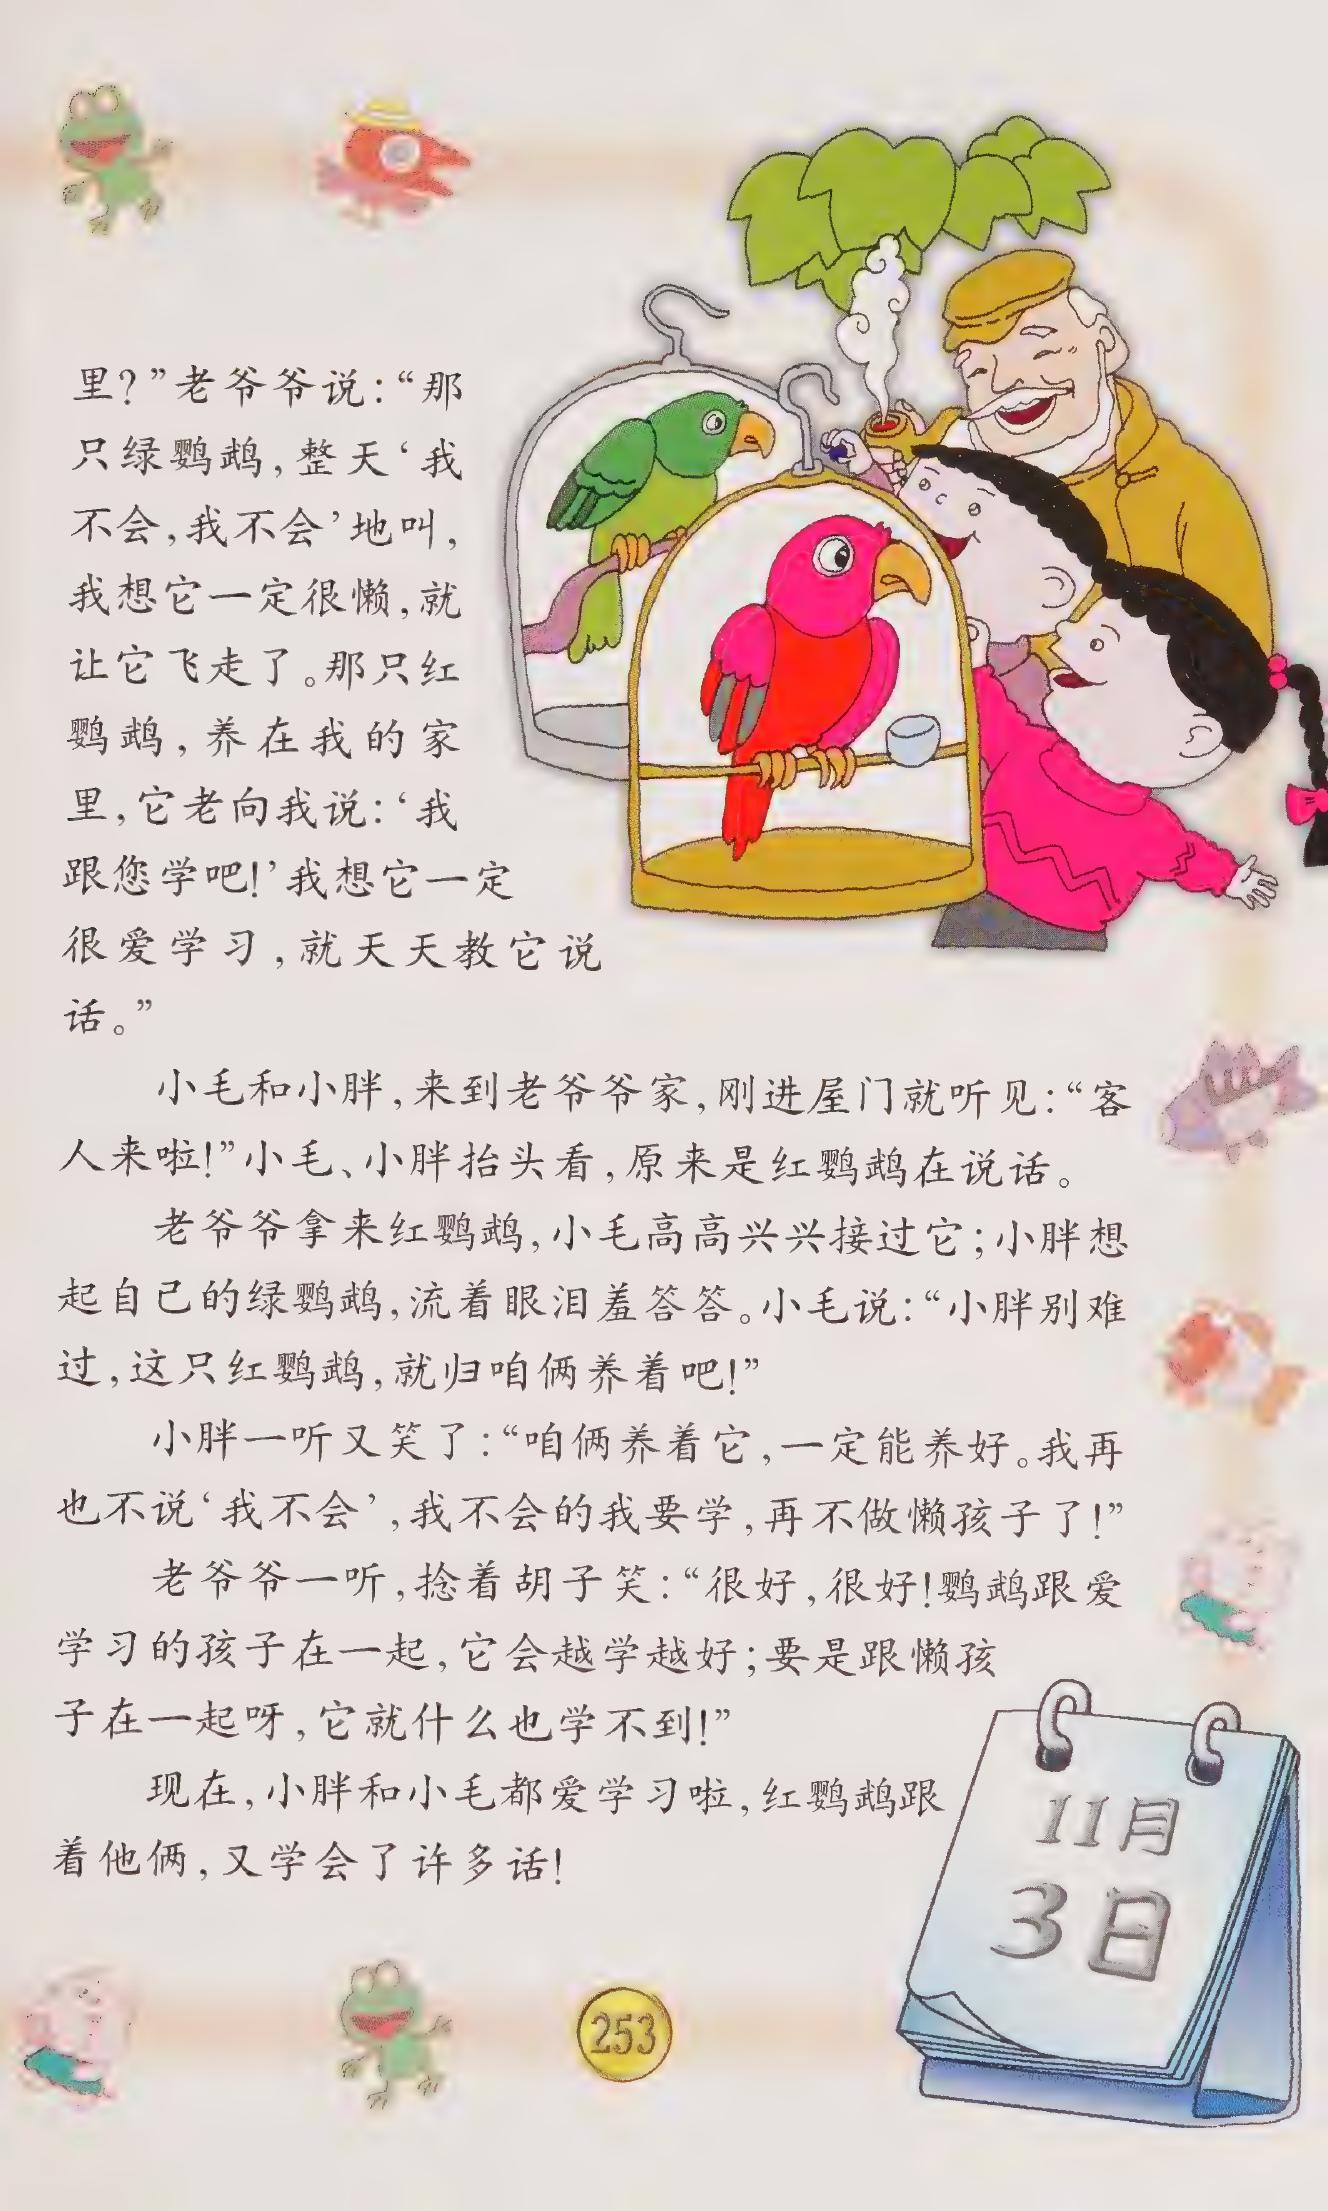 里？”老爷爷说：“那
只绿鹦鹉，整天‘我
不会，我不会’地叫，
我想它一定很懒，就
让它飞走了。那只红
鹦鹉，养在我的家
里，它老向我说：‘我
跟您学吧！’我想它一定
很爱学习，就天天教它说
话。”
小毛和小胖，来到老爷爷家，刚进屋门就听见：“客
人来啦！”小毛、小胖抬头看，原来是红鹦鹉在说话。
老爷爷拿来红鹦鹉，小毛高高兴兴接过它；小胖想
起自己的绿鹦鹉，流着眼泪羞答答。小毛说：“小胖别难
过，这只红鹦鹉，就归咱俩养着吧！”
小胖一听又笑了：“咱俩养着它，一定能养好。我再
也不说‘我不会’，我不会的我要学，再不做懒孩子了！”
老爷爷一听，捻着胡子笑：“很好，很好！鹦鹉跟爱
学习的孩子在一起，它会越学越好；要是跟懒孩
子在一起呀，它就什么也学不到！”
现在，小胖和小毛都爱学习啦，红鹦鹉跟
着他俩，又学会了许多话！
11月
3日
253